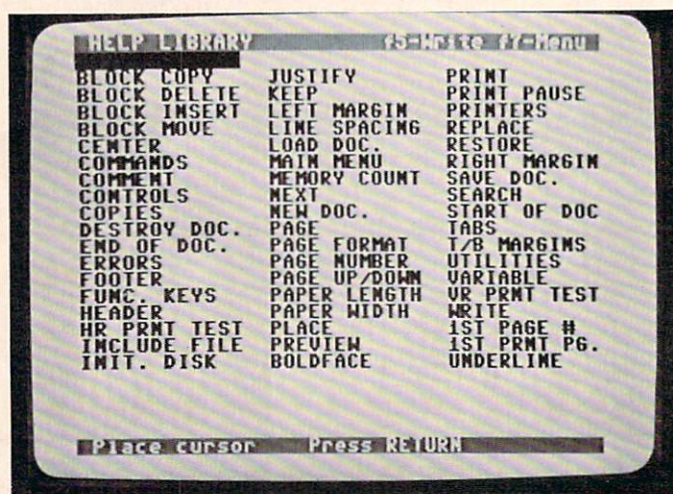 HELP LIBRARY f5-Write f7-Menu
BLOCK COPY JUSTIFY PRINT
BLOCK DELETE KEEP PRINT PAUSE
BLOCK INSERT LEFT MARGIN PRINTERS
BLOCK MOVE LINE SPACING REPLACE
CENTER LOAD DOC. RESTORE
COMMANDS MAIN MENU RIGHT MARGIN
COMMENT MEMORY COUNT SAVE DOC.
CONTROLS NEXT SEARCH
COPIES NEW DOC. START OF DOC
DESTROY DOC. PAGE TABS
END OF DOC. PAGE FORMAT T/B MARGINS
ERRORS PAGE NUMBER UTILITIES
FOOTER PAGE UP/DOWN VARIABLE
FUNC. KEYS PAPER LENGTH VR PRNT TEST
HEADER PAPER WIDTH WRITE
HR PRNT TEST PLACE 1ST PAGE #
INCLUDE FILE PREVIEW 1ST PRNT PG.
INIT. DISK BOLDFACE UNDERLINE
Place cursor Press RETURN